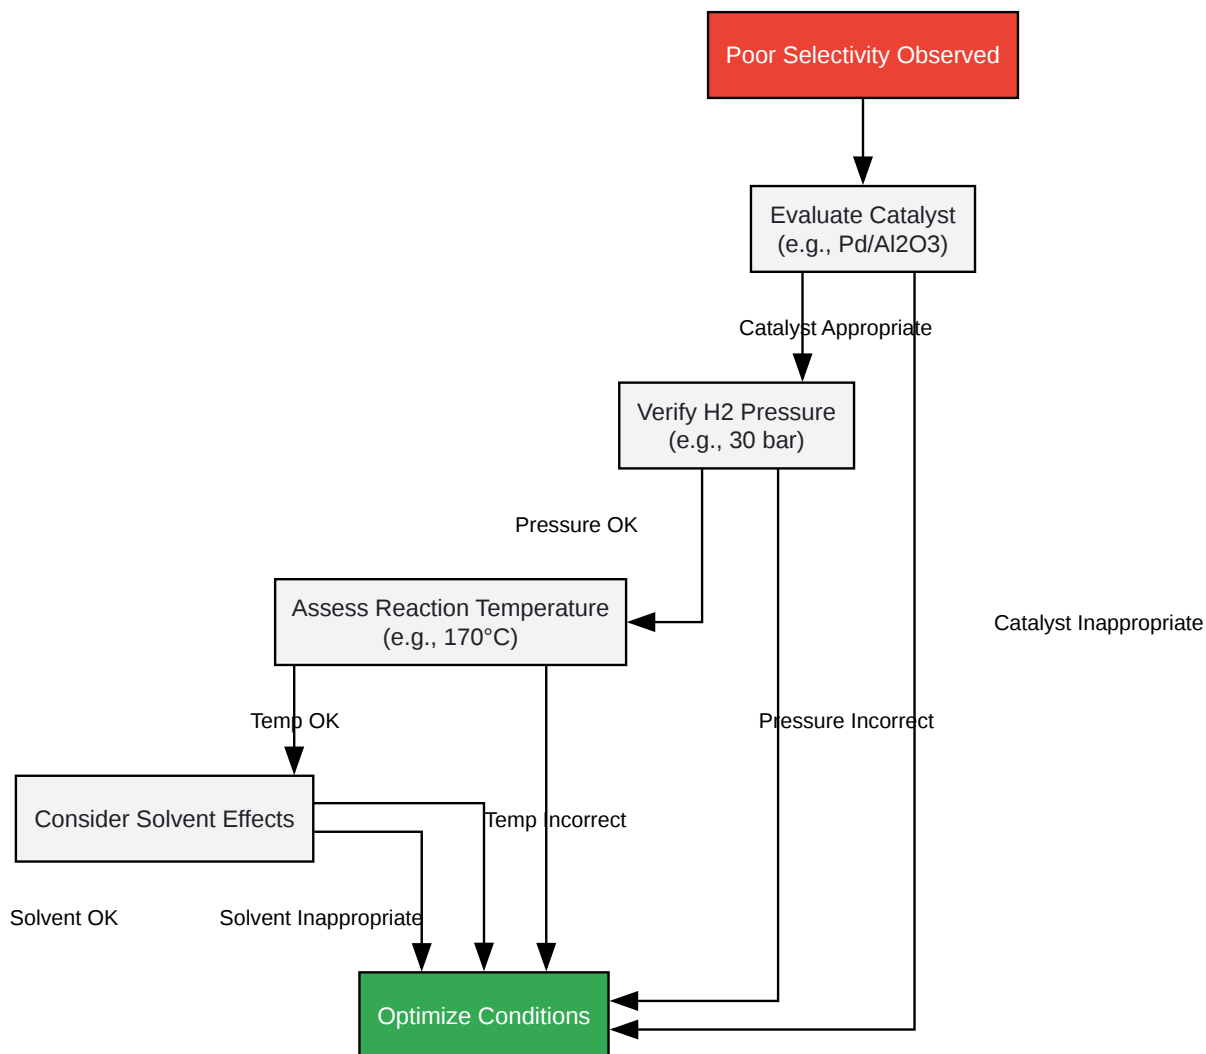 Poor Selectivity Observed
Evaluate Catalyst
(e.g., Pd/Al2O3)
Catalyst Appropriate
Verify H2 Pressure
(e.g., 30 bar)
Pressure OK
Assess Reaction Temperature
(e.g., 170°C)
Catalyst Inappropriate
Temp OK
Pressure Incorrect
Consider Solvent Effects
Temp Incorrect
Solvent OK
Solvent Inappropriate
Optimize Conditions